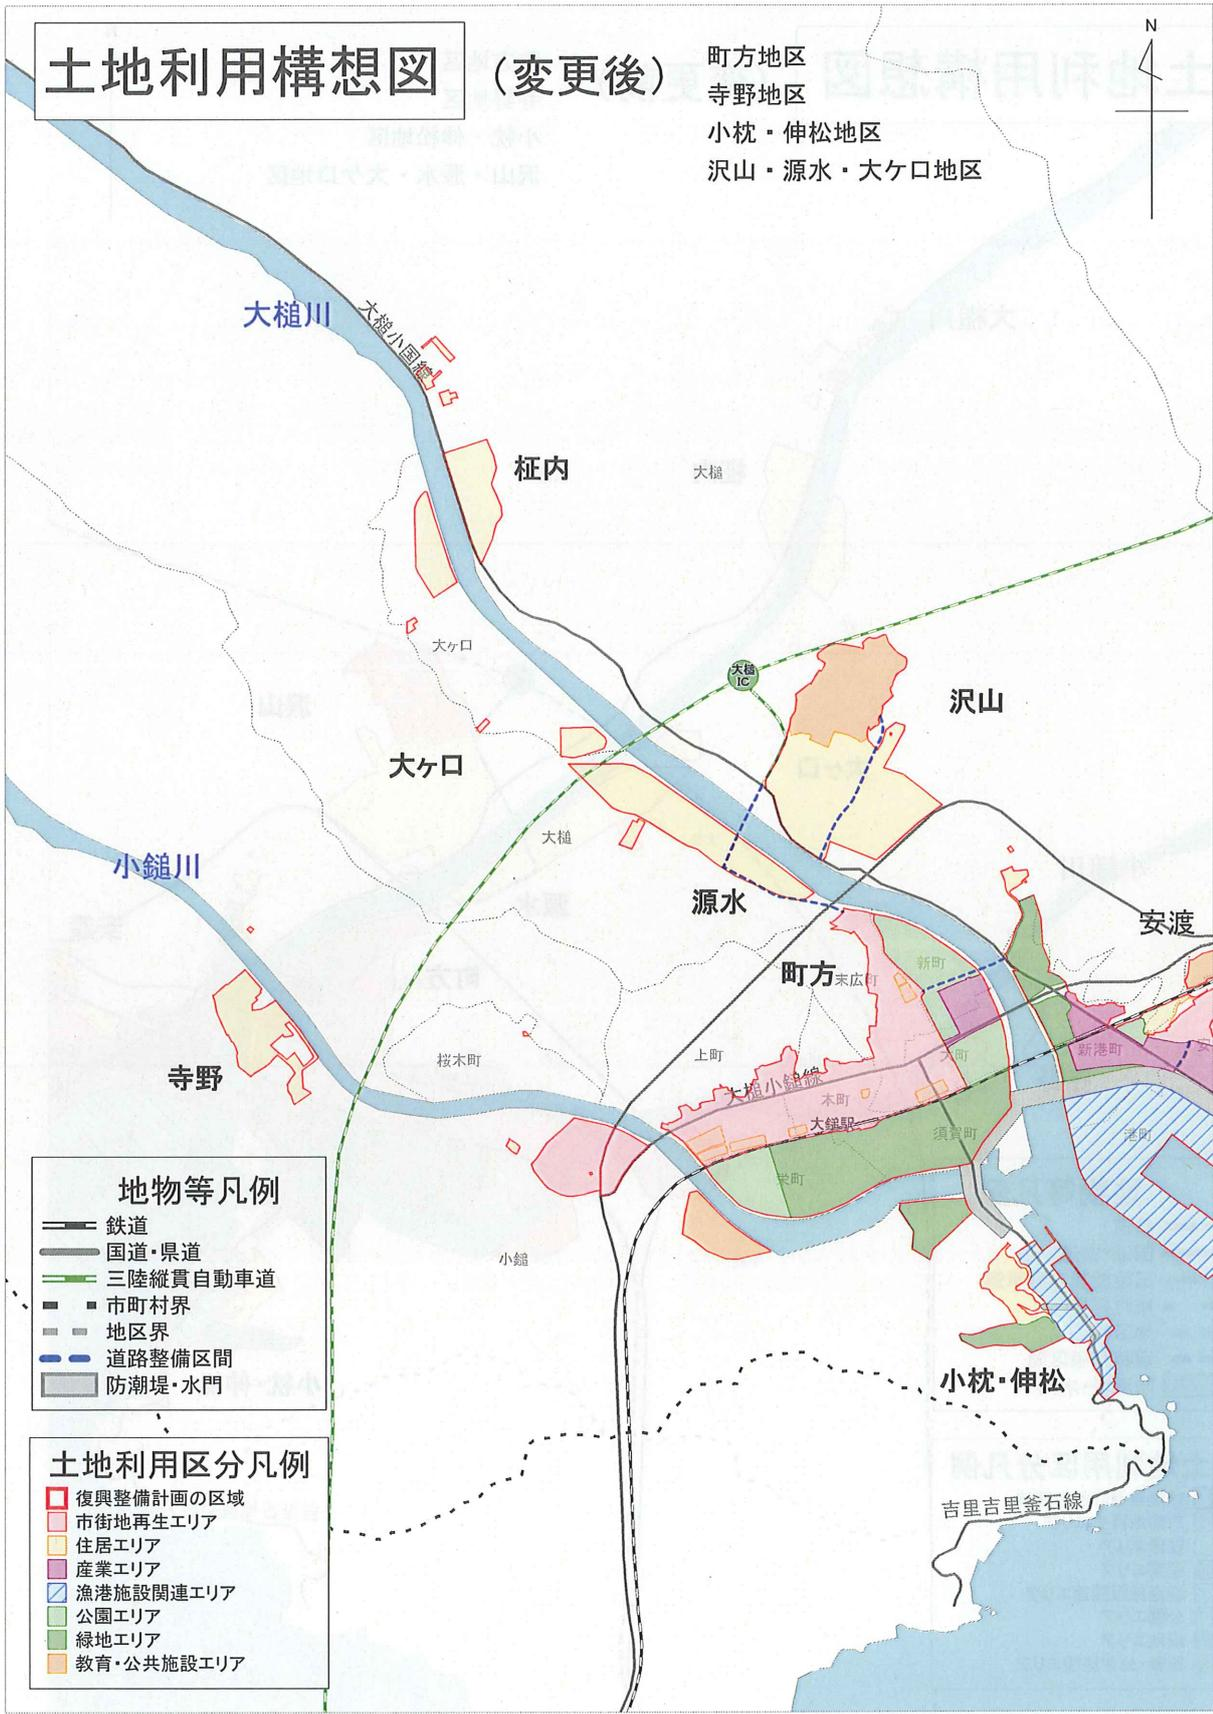 土地利用構想図
（変更後）
町方地区
寺野地区
小枕・伸松地区
沢山・源水・大ケ口地区
N
大槌川
大槌小国線
柾内
大槌
大ヶ口
大槌
IC
沢山
大ヶ口
大槌
小鎚川
源水
安渡
町方
末広町
新町
寺野
桜木町
上町
大槌小鎚線
本町
大町
新港町
安
大鎚駅
須賀町
港町
栄町
小鎚
小枕・伸松
吉里吉里釜石線
地物等凡例
鉄道
国道・県道
三陸縦貫自動車道
市町村界
地区界
道路整備区間
防潮堤・水門
土地利用区分凡例
復興整備計画の区域
市街地再生エリア
住居エリア
産業エリア
漁港施設関連エリア
公園エリア
緑地エリア
教育・公共施設エリア